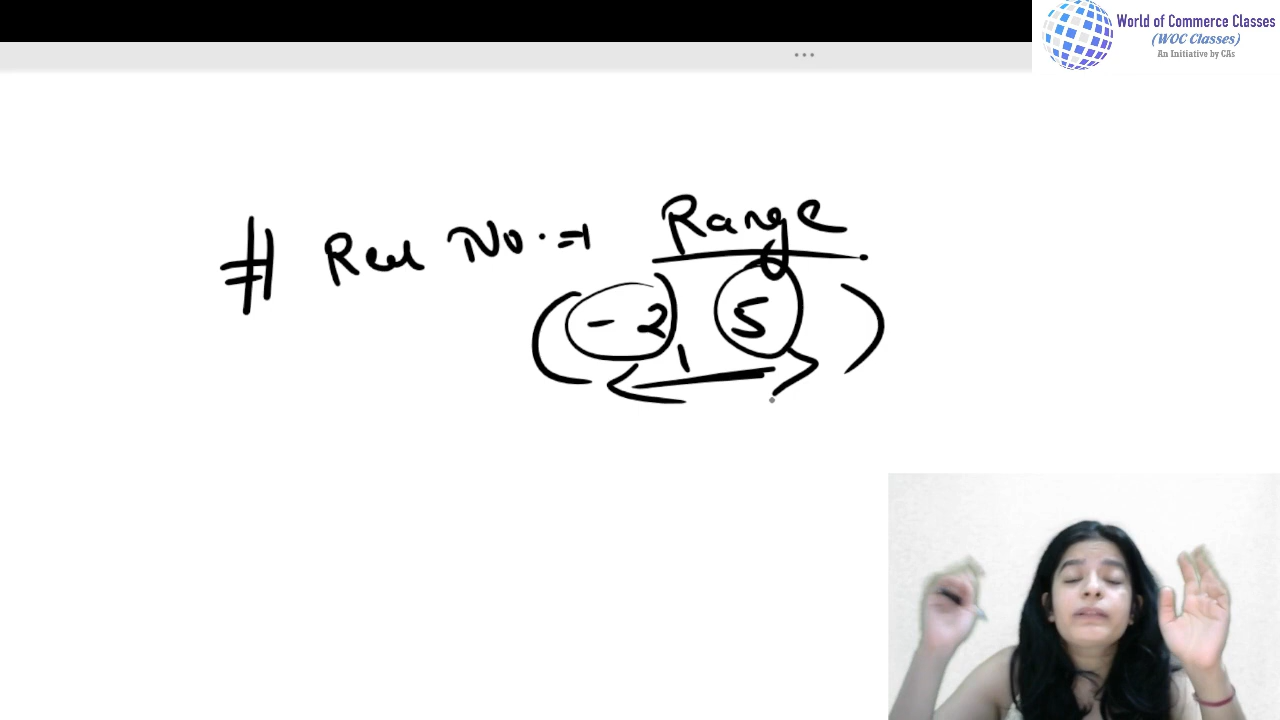 World of Commerce Classes
(WOC Classes)
An Initiative by CAs
# Real No. ⇒ Range
(-2, 5)